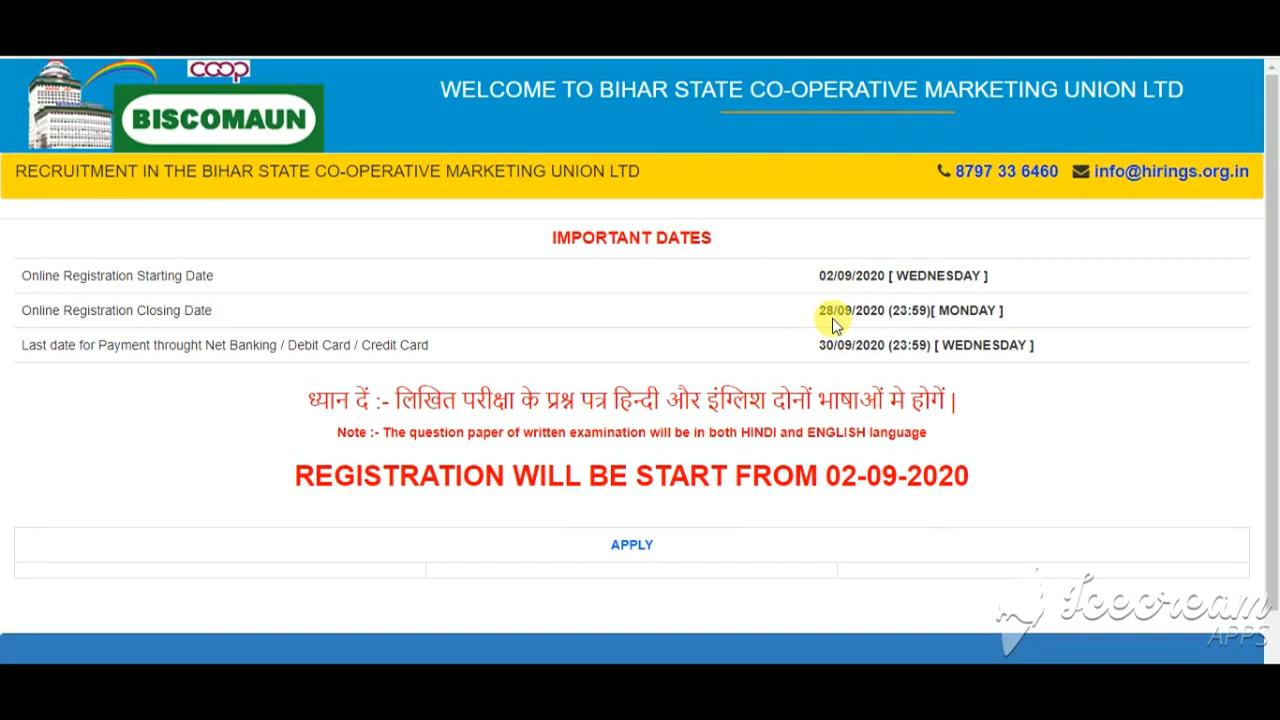 coop
BISCOMAUN
WELCOME TO BIHAR STATE CO-OPERATIVE MARKETING UNION LTD
RECRUITMENT IN THE BIHAR STATE CO-OPERATIVE MARKETING UNION LTD 8797 33 6460 info@hirings.org.in
IMPORTANT DATES
Online Registration Starting Date 02/09/2020 [ WEDNESDAY ]
Online Registration Closing Date 28/09/2020 (23:59)[ MONDAY ]
Last date for Payment throught Net Banking / Debit Card / Credit Card 30/09/2020 (23:59) [ WEDNESDAY ]
ध्यान दें :- लिखित परीक्षा के प्रश्न पत्र हिन्दी और इंग्लिश दोनों भाषाओं मे होगें |
Note :- The question paper of written examination will be in both HINDI and ENGLISH language
REGISTRATION WILL BE START FROM 02-09-2020
APPLY
Icecream
APPS